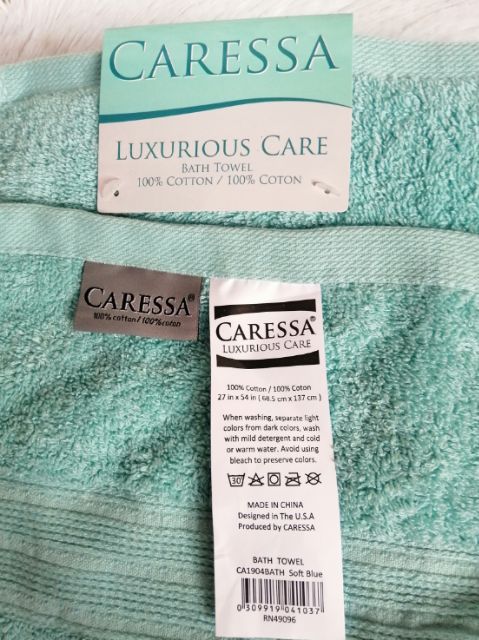 CARESSA
LUXURIOUS CARE
BATH TOWEL
100% COTTON / 100% COTON
CARESSA®
100% cotton / 100% coton
CARESSA®
LUXURIOUS CARE
100% Cotton / 100% Coton
27 in x 54 in ( 68.5 cm x 137 cm )
When washing, separate light
colors from dark colors, wash
with mild detergent and cold
or warm water. Avoid using
bleach to preserve colors.
30
MADE IN CHINA
Designed in The U.S.A
Produced by CARESSA
BATH TOWEL
CA1904BATH Soft Blue
0 309919 041037
RN49096